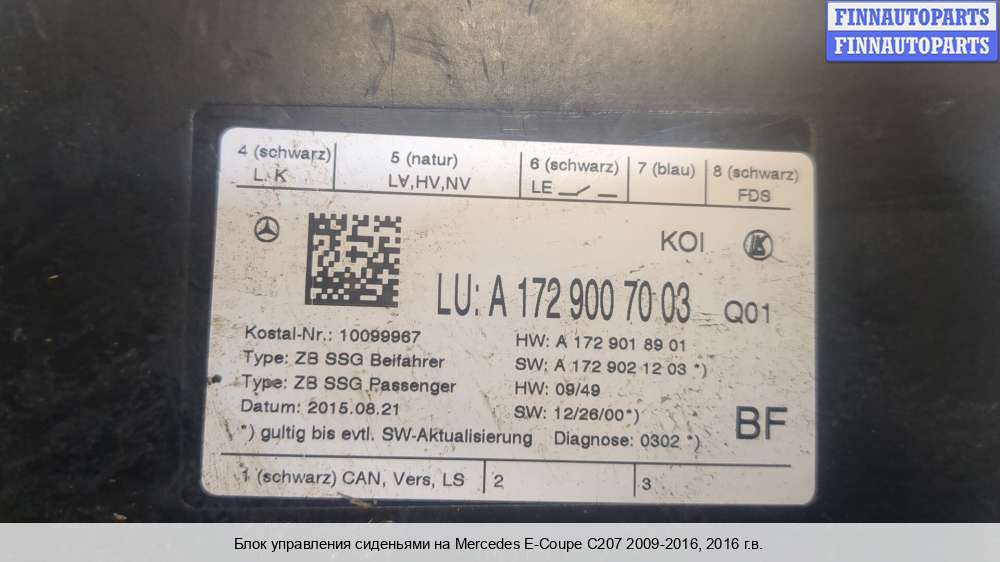 FINNAUTOPARTS
FINNAUTOPARTS
4 (schwarz)
L. K
5 (natur)
LV,HV,NV
6 (schwarz)
LE
7 (blau)
8 (schwarz)
FDS
KOI
LU: A 172 900 70 03 Q01
Kostal-Nr.: 10099967
Type: ZB SSG Beifahrer
Type: ZB SSG Passenger
Datum: 2015.08.21
*) gultig bis evtl. SW-Aktualisierung
HW: A 172 901 89 01
SW: A 172 902 12 03 *)
HW: 09/49
SW: 12/26/00*)
Diagnose: 0302 *)
BF
1 (schwarz) CAN, Vers, LS
2
3
Блок управления сиденьями на Mercedes E-Coupe C207 2009-2016, 2016 г.в.